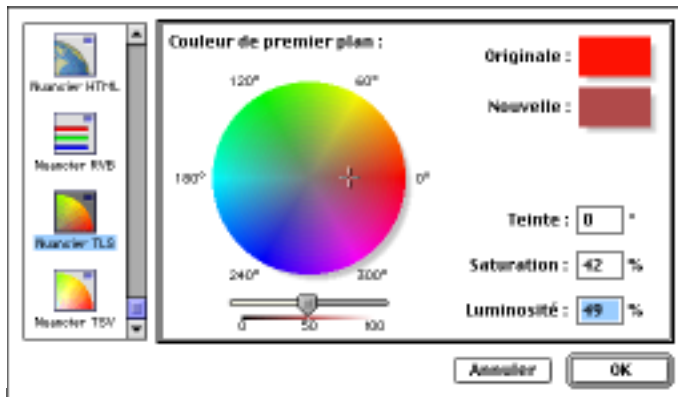 Couleur de premier plan :
Originale :
Nouvelle :
120°
60°
180°
0°
240°
300°
0
50
100
Teinte : 0 °
Saturation : 42 %
Luminosité : 49 %
Nuancier HTML
Nuancier RVB
Nuancier TLS
Nuancier TSV
Annuler
OK